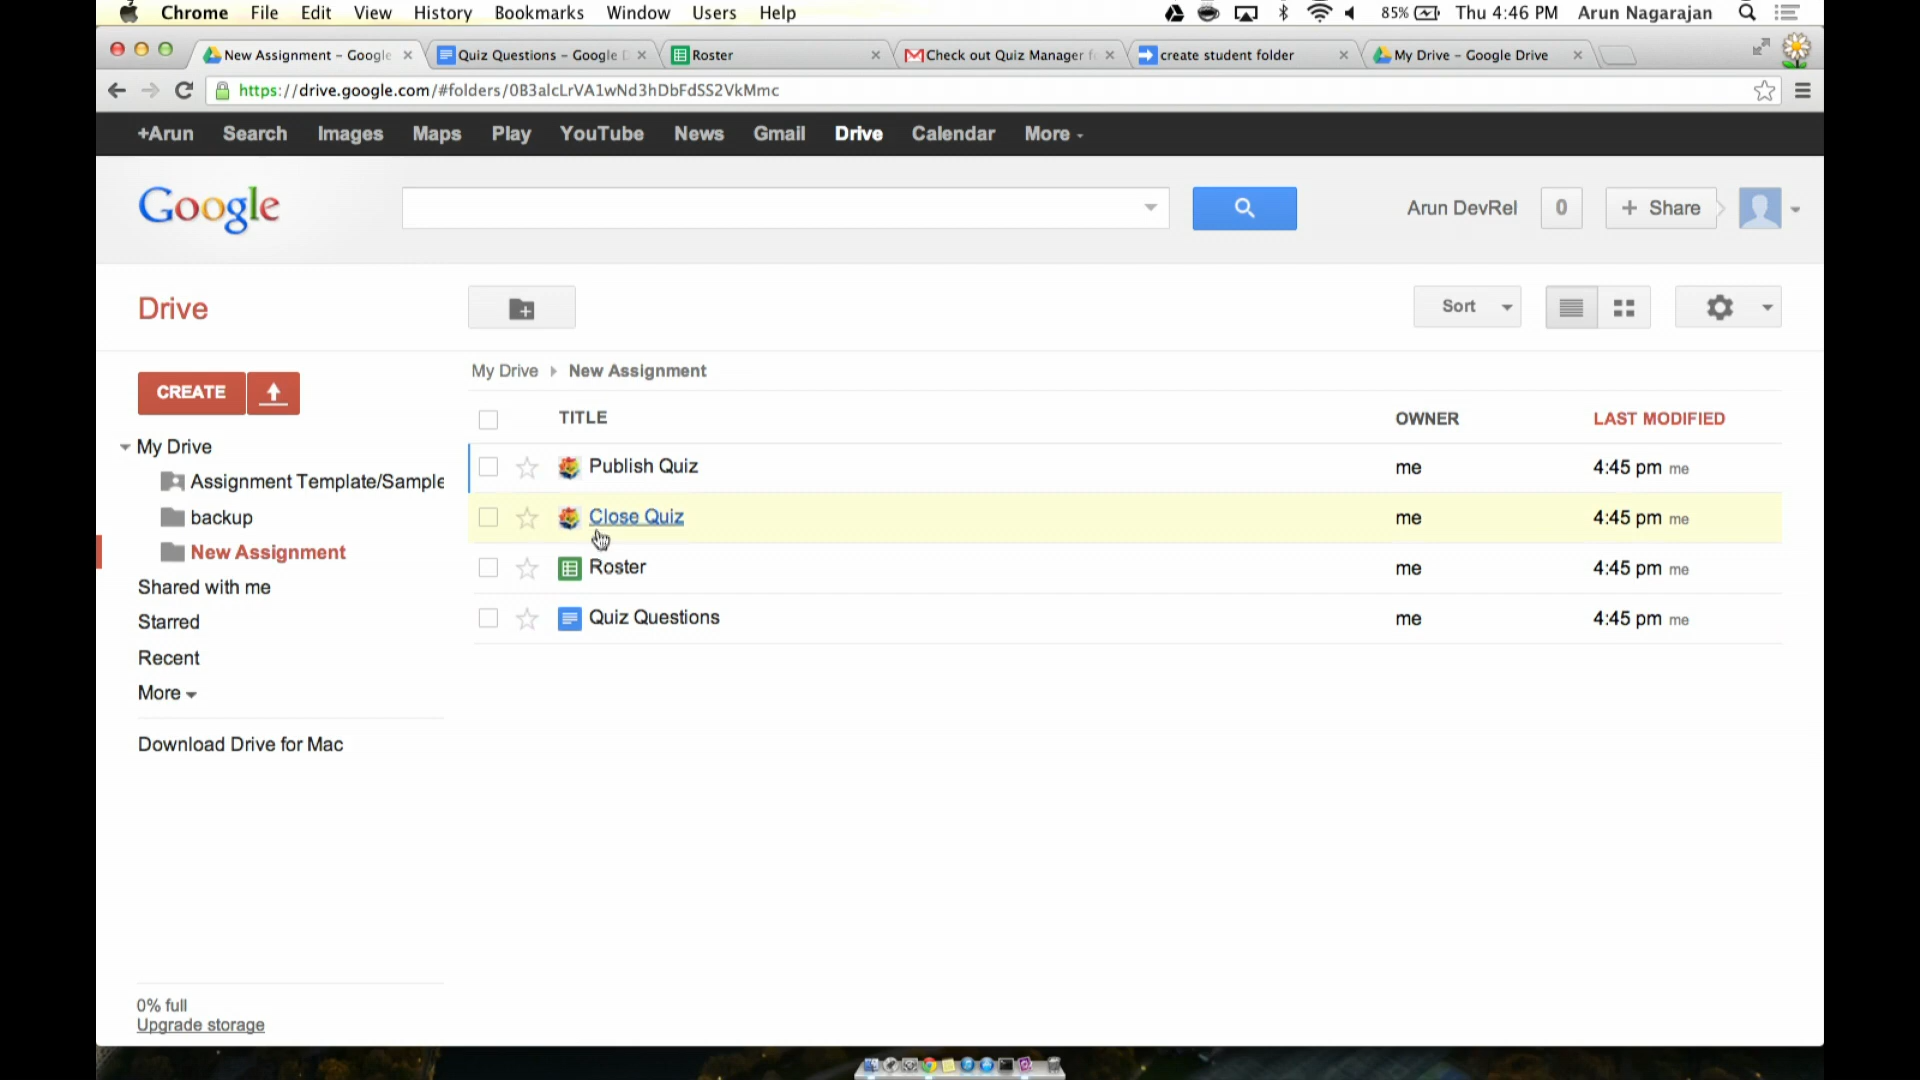 Chrome File Edit View History Bookmarks Window Users Help 85% Thu 4:46 PM Arun Nagarajan
New Assignment – Google Quiz Questions – Google Roster Check out Quiz Manager create student folder My Drive – Google Drive
https://drive.google.com/#folders/0B3alcLrVA1wNd3hDbFdSS2VkMmc
+Arun Search Images Maps Play YouTube News Gmail Drive Calendar More
Google Arun DevRel 0 + Share
Drive Sort
My Drive New Assignment
CREATE
TITLE OWNER LAST MODIFIED
My Drive
Publish Quiz me 4:45 pm me
Assignment Template/Sample
Close Quiz me 4:45 pm me
backup
New Assignment
Roster me 4:45 pm me
Shared with me
Quiz Questions me 4:45 pm me
Starred
Recent
More
Download Drive for Mac
0% full
Upgrade storage